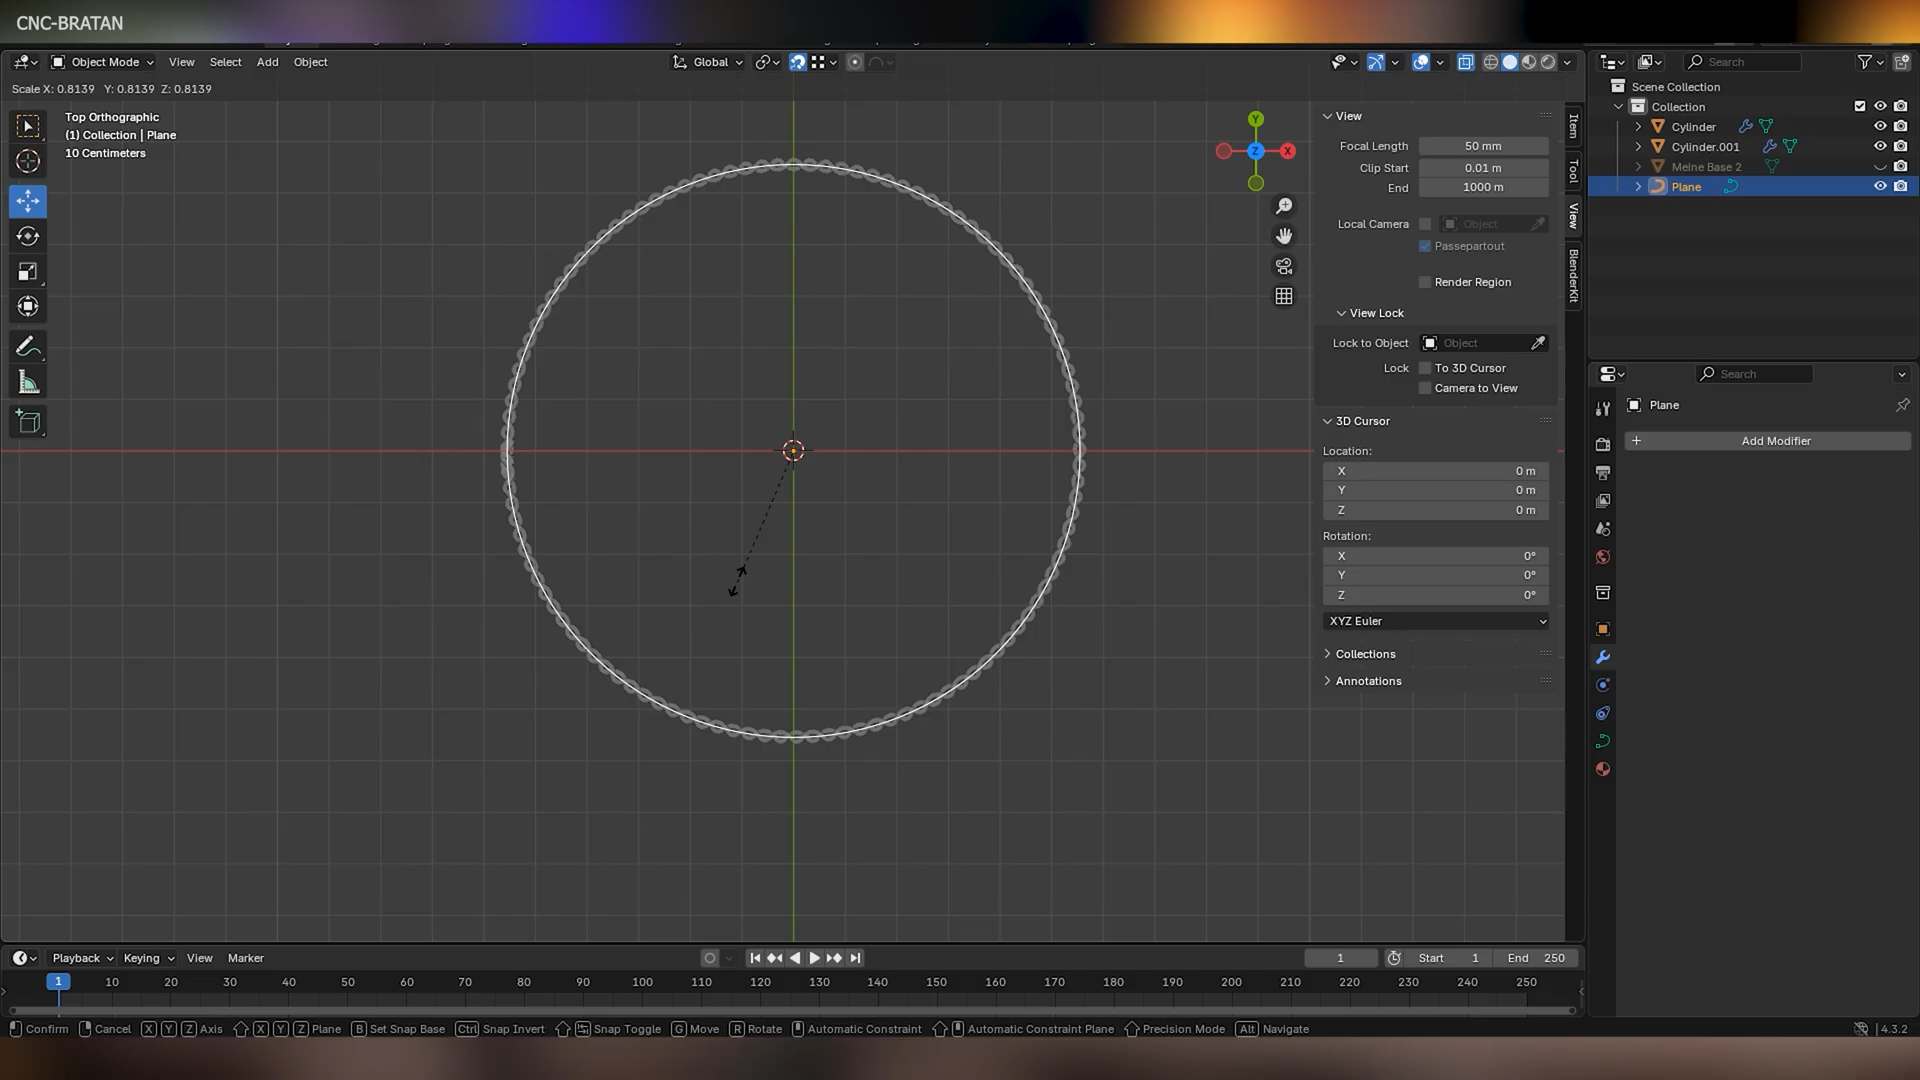 CNC-BRATAN
Object Mode View Select Add Object Global
Search
Scale X: 0.8139 Y: 0.8139 Z: 0.8139
Top Orthographic
(1) Collection | Plane
10 Centimeters
Y
Z
X
View
Focal Length 50 mm
Clip Start 0.01 m
End 1000 m
Local Camera Object
Passepartout
Render Region
View Lock
Lock to Object Object
Lock To 3D Cursor
Camera to View
3D Cursor
Location:
X 0 m
Y 0 m
Z 0 m
Rotation:
X 0°
Y 0°
Z 0°
XYZ Euler
Collections
Annotations
Item
Tool
View
BlenderKit
Scene Collection
Collection
Cylinder
Cylinder.001
Meine Base 2
Plane
Search
Plane
+ Add Modifier
Playback Keying View Marker 1 Start 1 End 250
1 10 20 30 40 50 60 70 80 90 100 110 120 130 140 150 160 170 180 190 200 210 220 230 240 250
Confirm Cancel X Y Z Axis X Y Z Plane B Set Snap Base Ctrl Snap Invert Snap Toggle G Move R Rotate Automatic Constraint Automatic Constraint Plane Precision Mode Alt Navigate 4.3.2